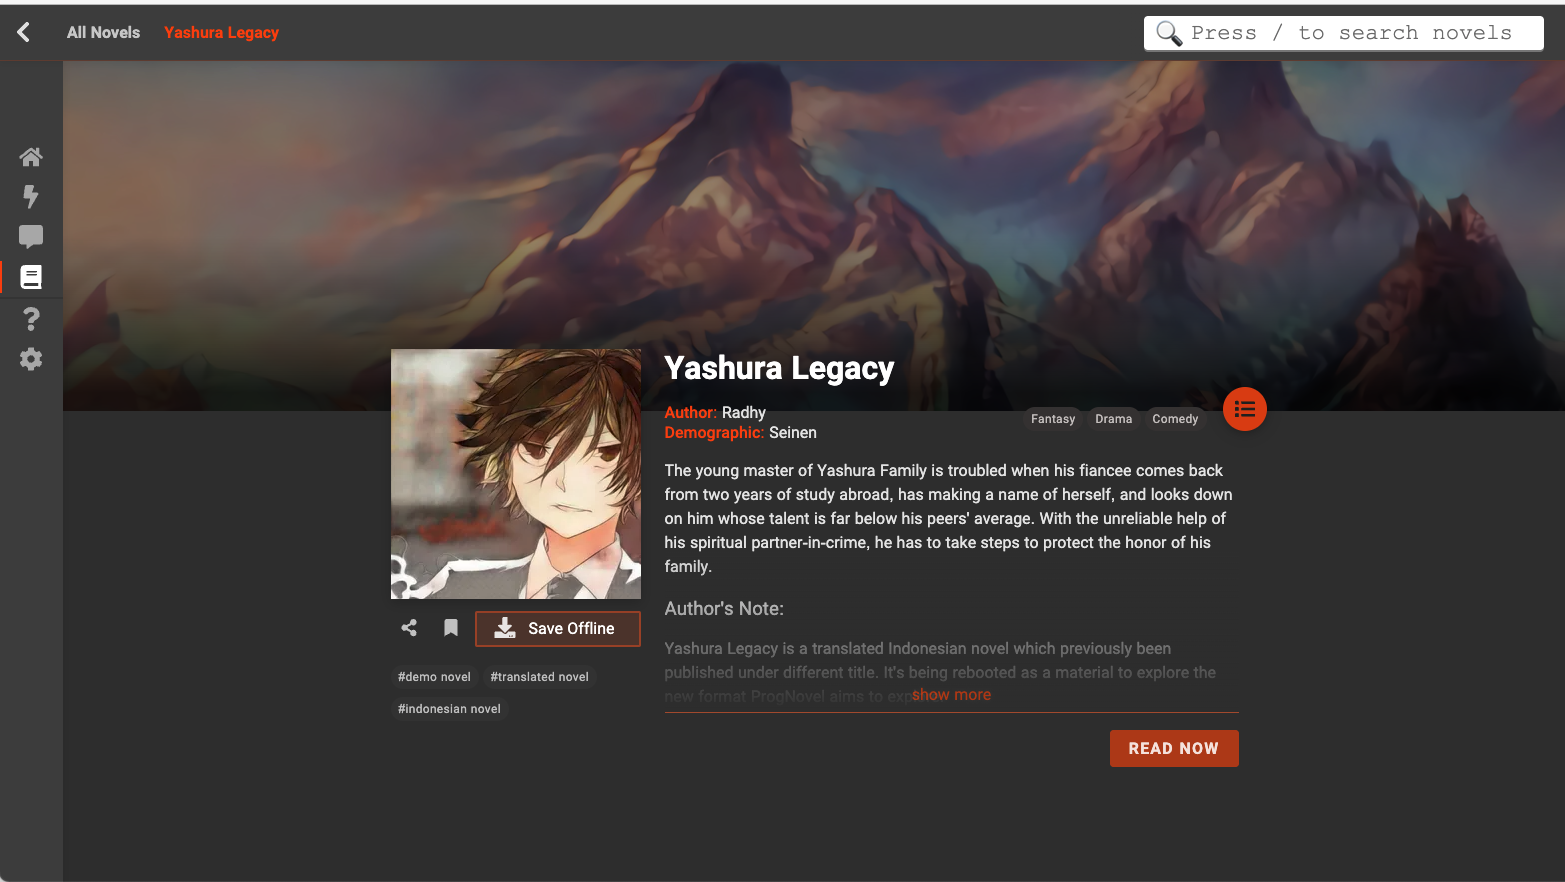 All Novels
Yashura Legacy
Press / to search novels
Yashura Legacy
Author: Radhy
Demographic: Seinen
Fantasy
Drama
Comedy
The young master of Yashura Family is troubled when his fiancee comes back
from two years of study abroad, has making a name of herself, and looks down
on him whose talent is far below his peers' average. With the unreliable help of
his spiritual partner-in-crime, he has to take steps to protect the honor of his
family.
Author's Note:
Yashura Legacy is a translated Indonesian novel which previously been
published under different title. It's being rebooted as a material to explore the
new format ProgNovel aims to
show more
Save Offline
#demo novel
#translated novel
#indonesian novel
READ NOW